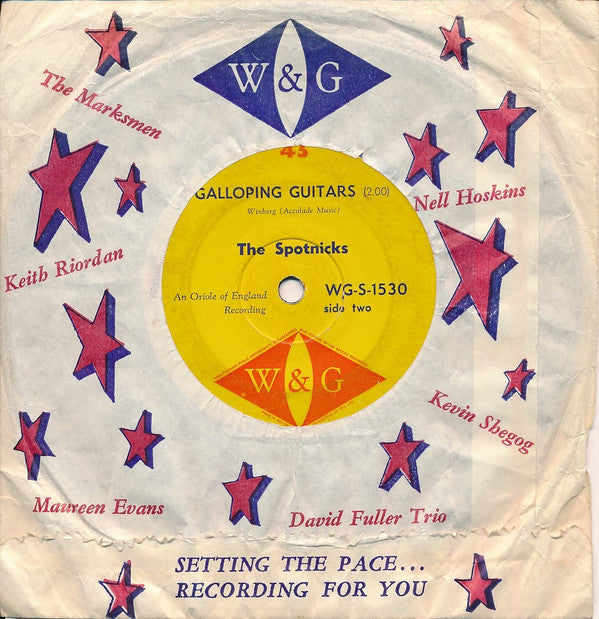 W&G
The Marksmen
45
GALLOPING GUITARS (2.00)
Winberg (Accolade Music)
Nell Hoskins
The Spotnicks
Keith Riordan
An Oriole of England
Recording
WG-S-1530
side two
W&G
Kevin Shegog
Maureen Evans
David Fuller Trio
SETTING THE PACE...
RECORDING FOR YOU